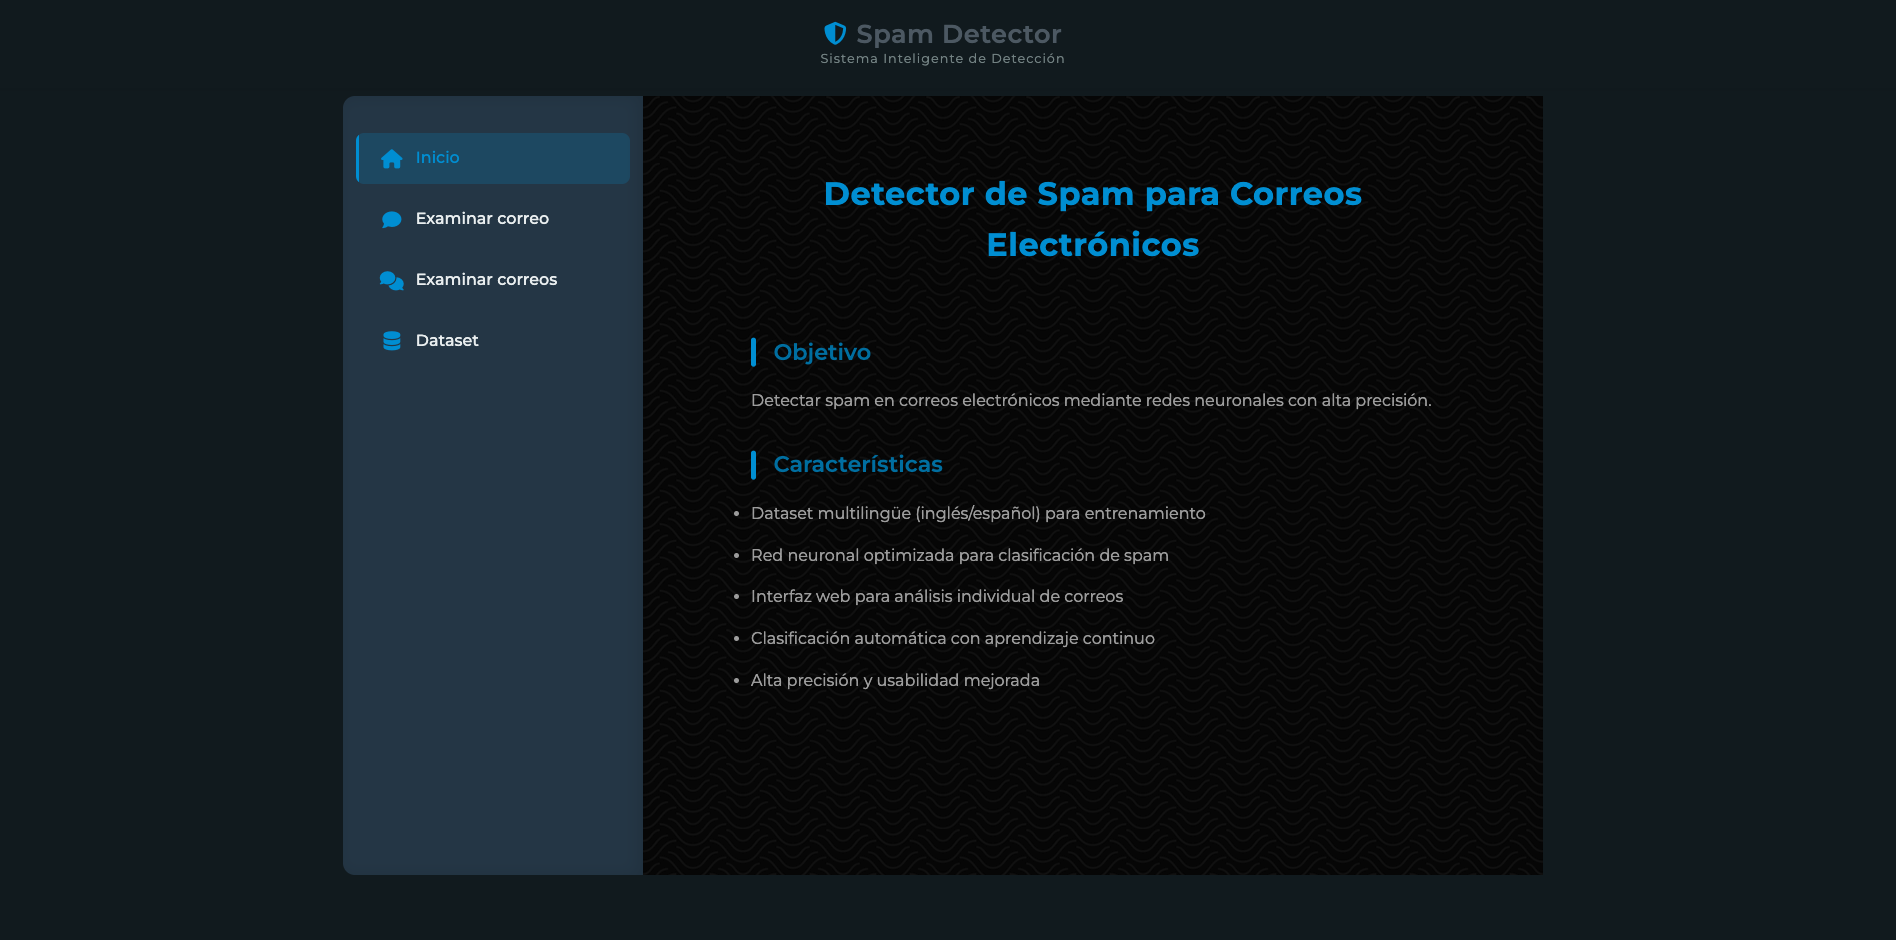 Spam Detector
Sistema Inteligente de Detección
Inicio
Examinar correo
Examinar correos
Dataset
Detector de Spam para Correos
Electrónicos
Objetivo
Detectar spam en correos electrónicos mediante redes neuronales con alta precisión.
Características
• Dataset multilingüe (inglés/español) para entrenamiento
• Red neuronal optimizada para clasificación de spam
• Interfaz web para análisis individual de correos
• Clasificación automática con aprendizaje continuo
• Alta precisión y usabilidad mejorada